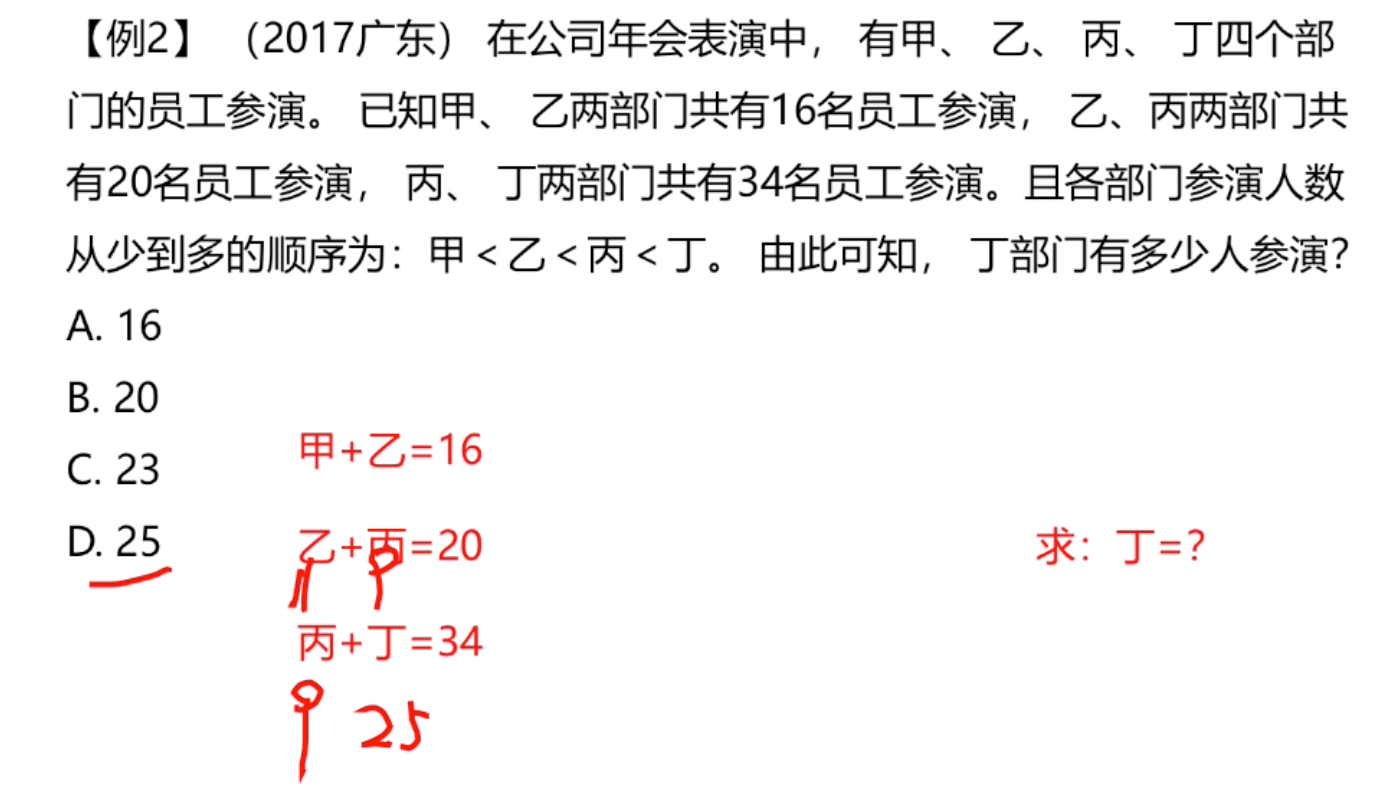 【例2】 （2017广东） 在公司年会表演中， 有甲、 乙、 丙、 丁四个部
门的员工参演。 已知甲、 乙两部门共有16名员工参演， 乙、丙两部门共
有20名员工参演， 丙、 丁两部门共有34名员工参演。且各部门参演人数
从少到多的顺序为：甲＜乙＜丙＜丁。 由此可知， 丁部门有多少人参演？
A. 16
B. 20
C. 23
D. 25
甲+乙=16
乙+丙=20
求：丁=？
11 9
丙+丁=34
9 25